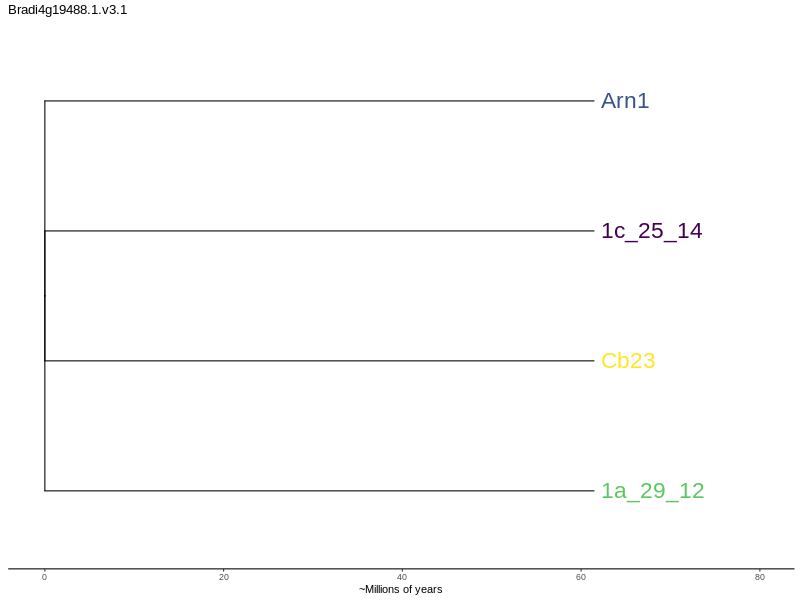 Bradi4g19488.1.v3.1
Arn1
1c_25_14
Cb23
1a_29_12
0 20 40 60 80
~Millions of years